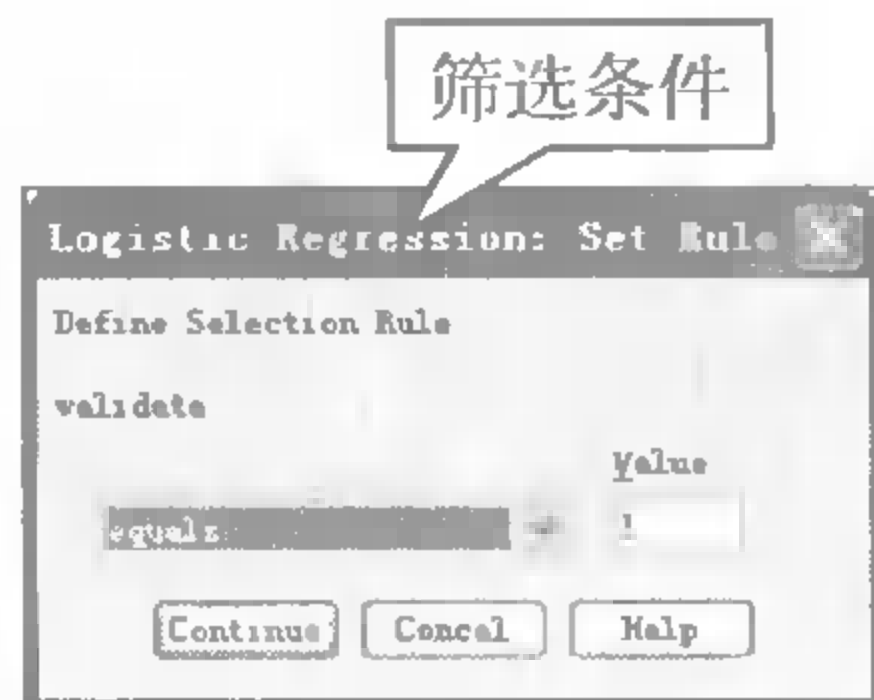 筛选条件
Logistic Regression: Set Rule
Define Selection Rule
validate
Value
equals 1
Continue Cancel Help